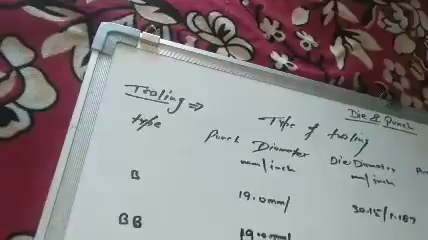 Die & Punch
Tooling ⇒
Type of tooling
type
Punch Diameter
mm/inch
Die Diameter
mm/inch
B
19.0mm/
30.15/1.187
BB
19.0mm/